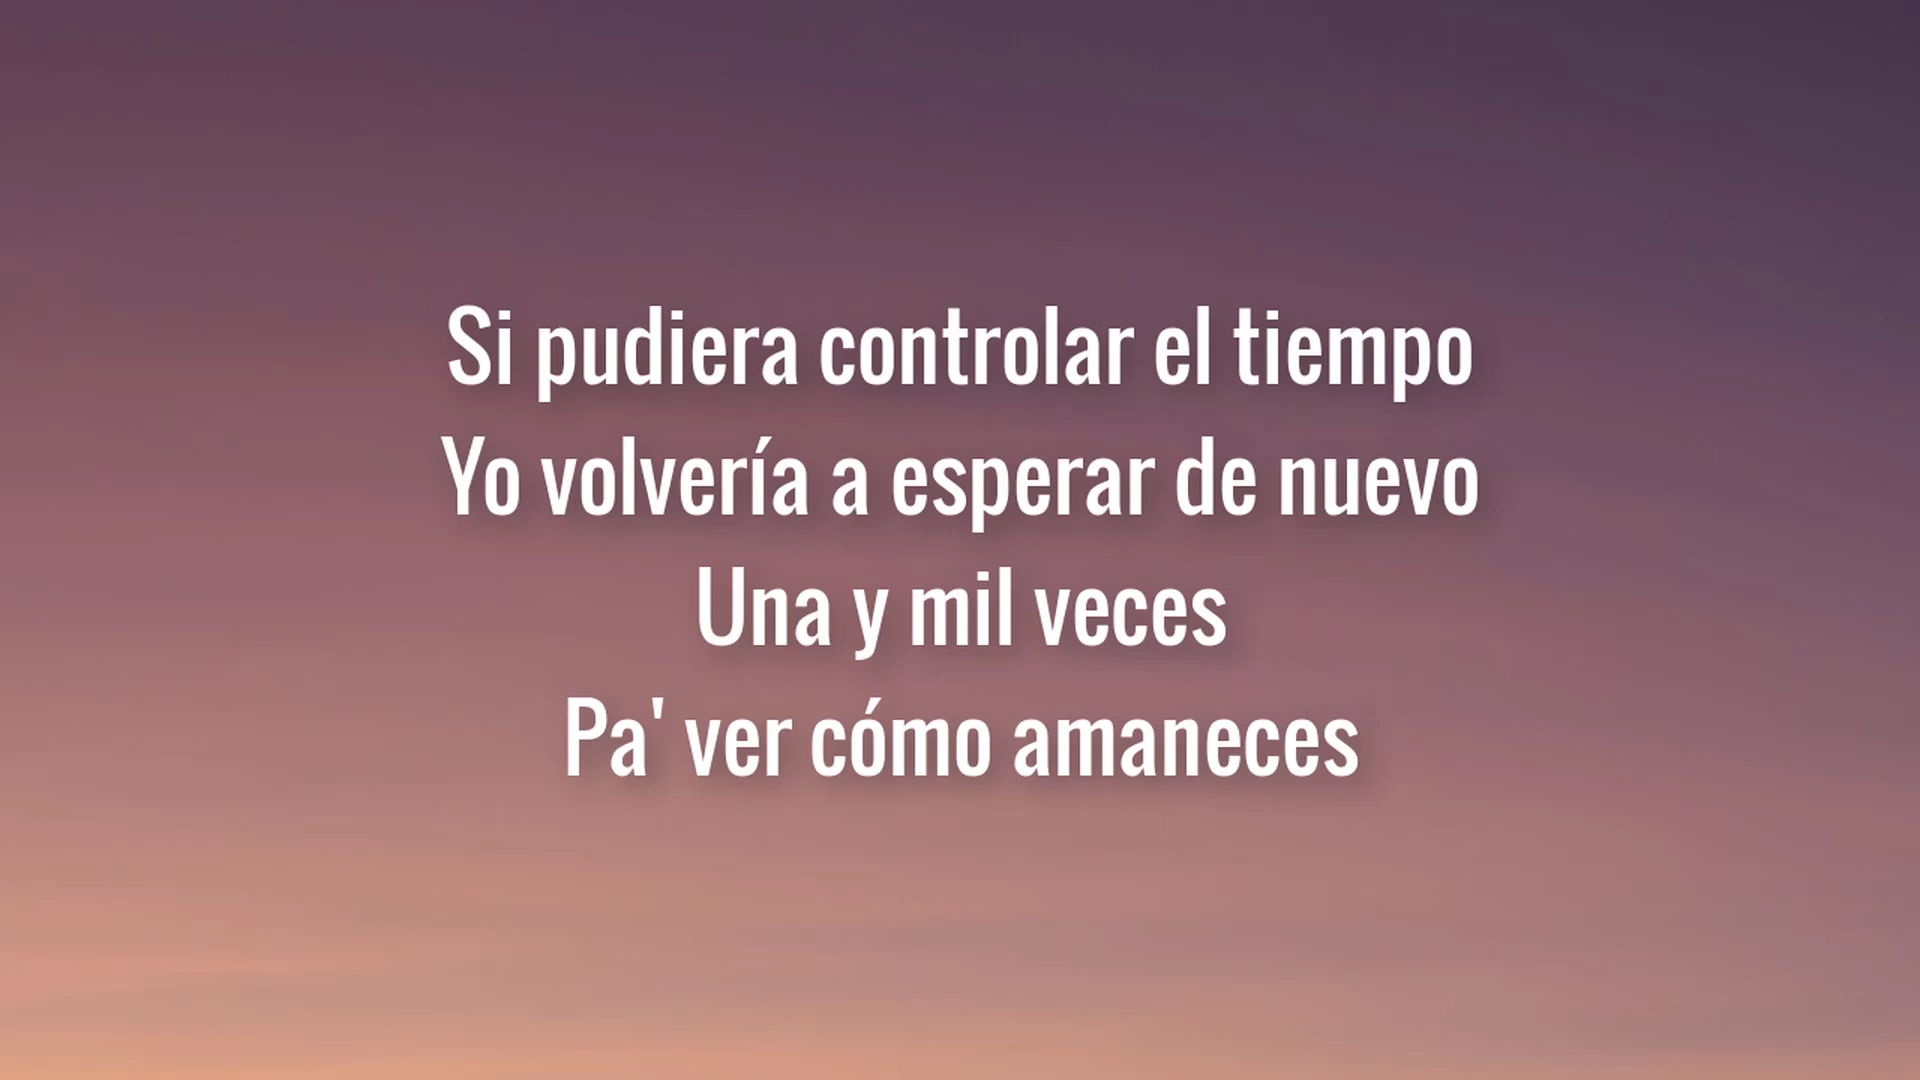 Si pudiera controlar el tiempo
Yo volvería a esperar de nuevo
Una y mil veces
Pa' ver cómo amaneces